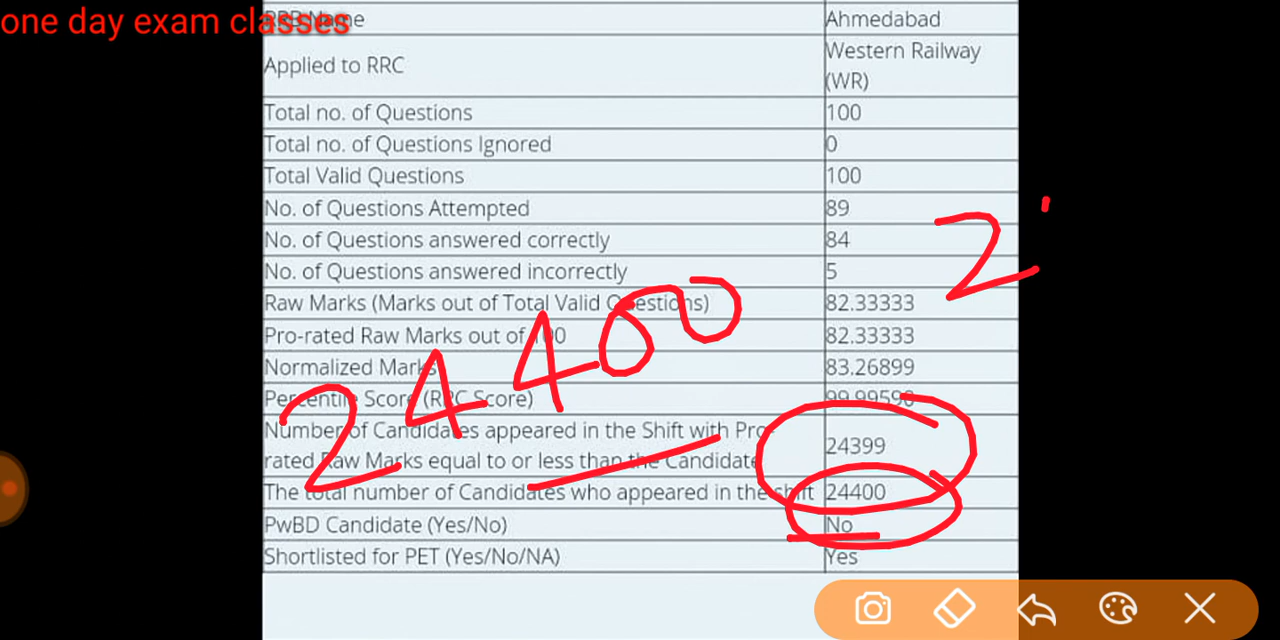 one day exam classes
RRB Name Ahmedabad
Applied to RRC Western Railway
(WR)
Total no. of Questions 100
Total no. of Questions Ignored 0
Total Valid Questions 100
No. of Questions Attempted 89
No. of Questions answered correctly 84
No. of Questions answered incorrectly 5
2
Raw Marks (Marks out of Total Valid Questions) 82.33333
Pro-rated Raw Marks out of 100 82.33333
Normalized Marks 83.26899
24400
Percentile Score (RRC Score) 99.99590
Number of Candidates appeared in the Shift with Pro-
rated Raw Marks equal to or less than the Candidate 24399
The total number of Candidates who appeared in the shift 24400
PwBD Candidate (Yes/No) No
Shortlisted for PET (Yes/No/NA) Yes